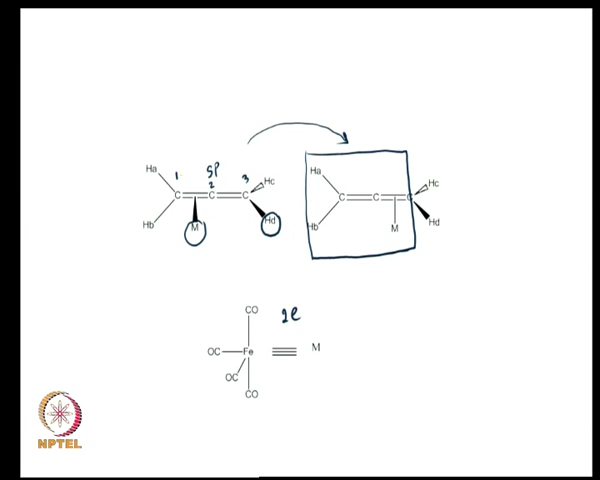 Ha 1 SP 3 Hc
C C C
2
Hb M Hd
Ha Hc
C C C
Hb M Hd
CO 2e
OC Fe M
OC
CO
NPTEL